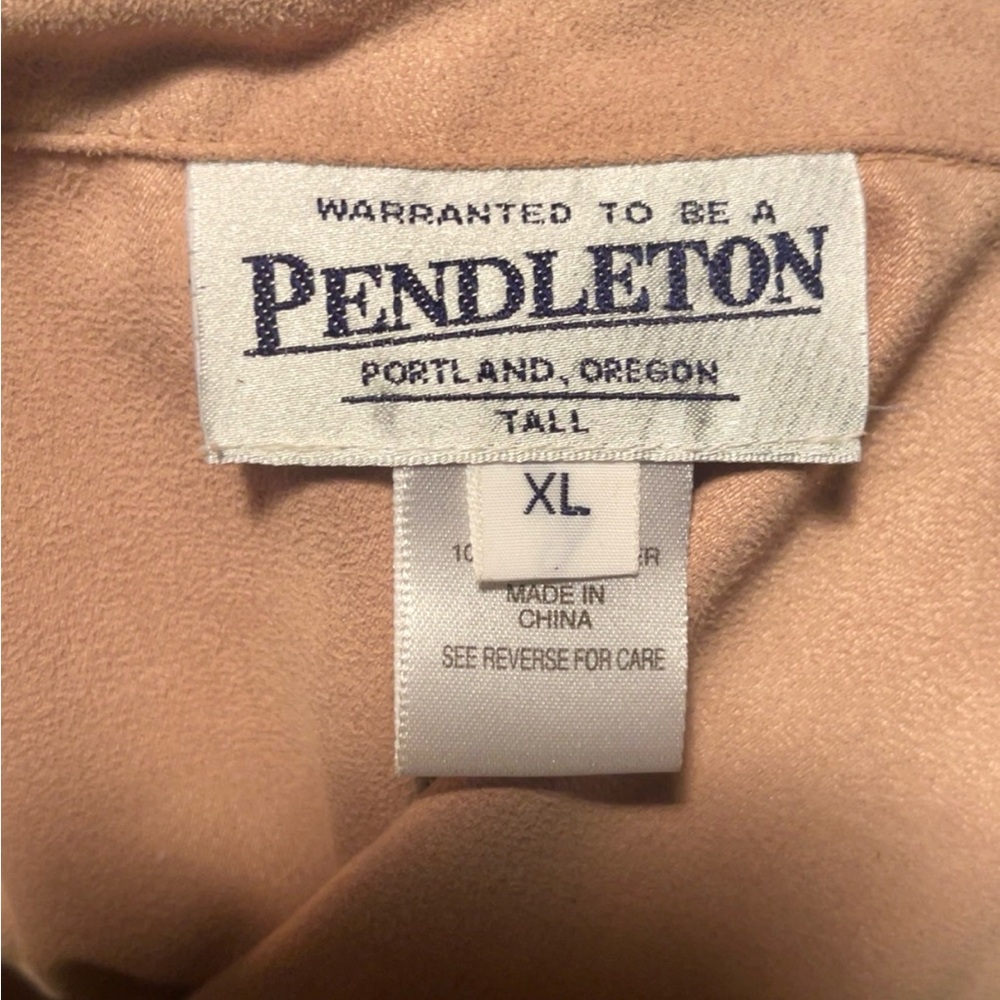 WARRANTED TO BE A
PENDLETON
PORTLAND, OREGON
TALL
XL
MADE IN
CHINA
SEE REVERSE FOR CARE